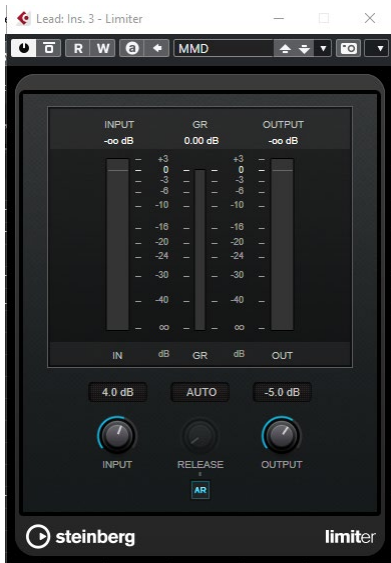 Lead: Ins. 3 - Limiter
R W a MMD
INPUT GR OUTPUT
-oo dB 0.00 dB -oo dB
+3 +3
0 0
-3 -3
-6 -6
-10 -10
-16 -16
-20 -20
-24 -24
-30 -30
-40 -40
∞ ∞
IN dB GR dB OUT
4.0 dB AUTO -5.0 dB
INPUT RELEASE OUTPUT
AR
steinberg limiter